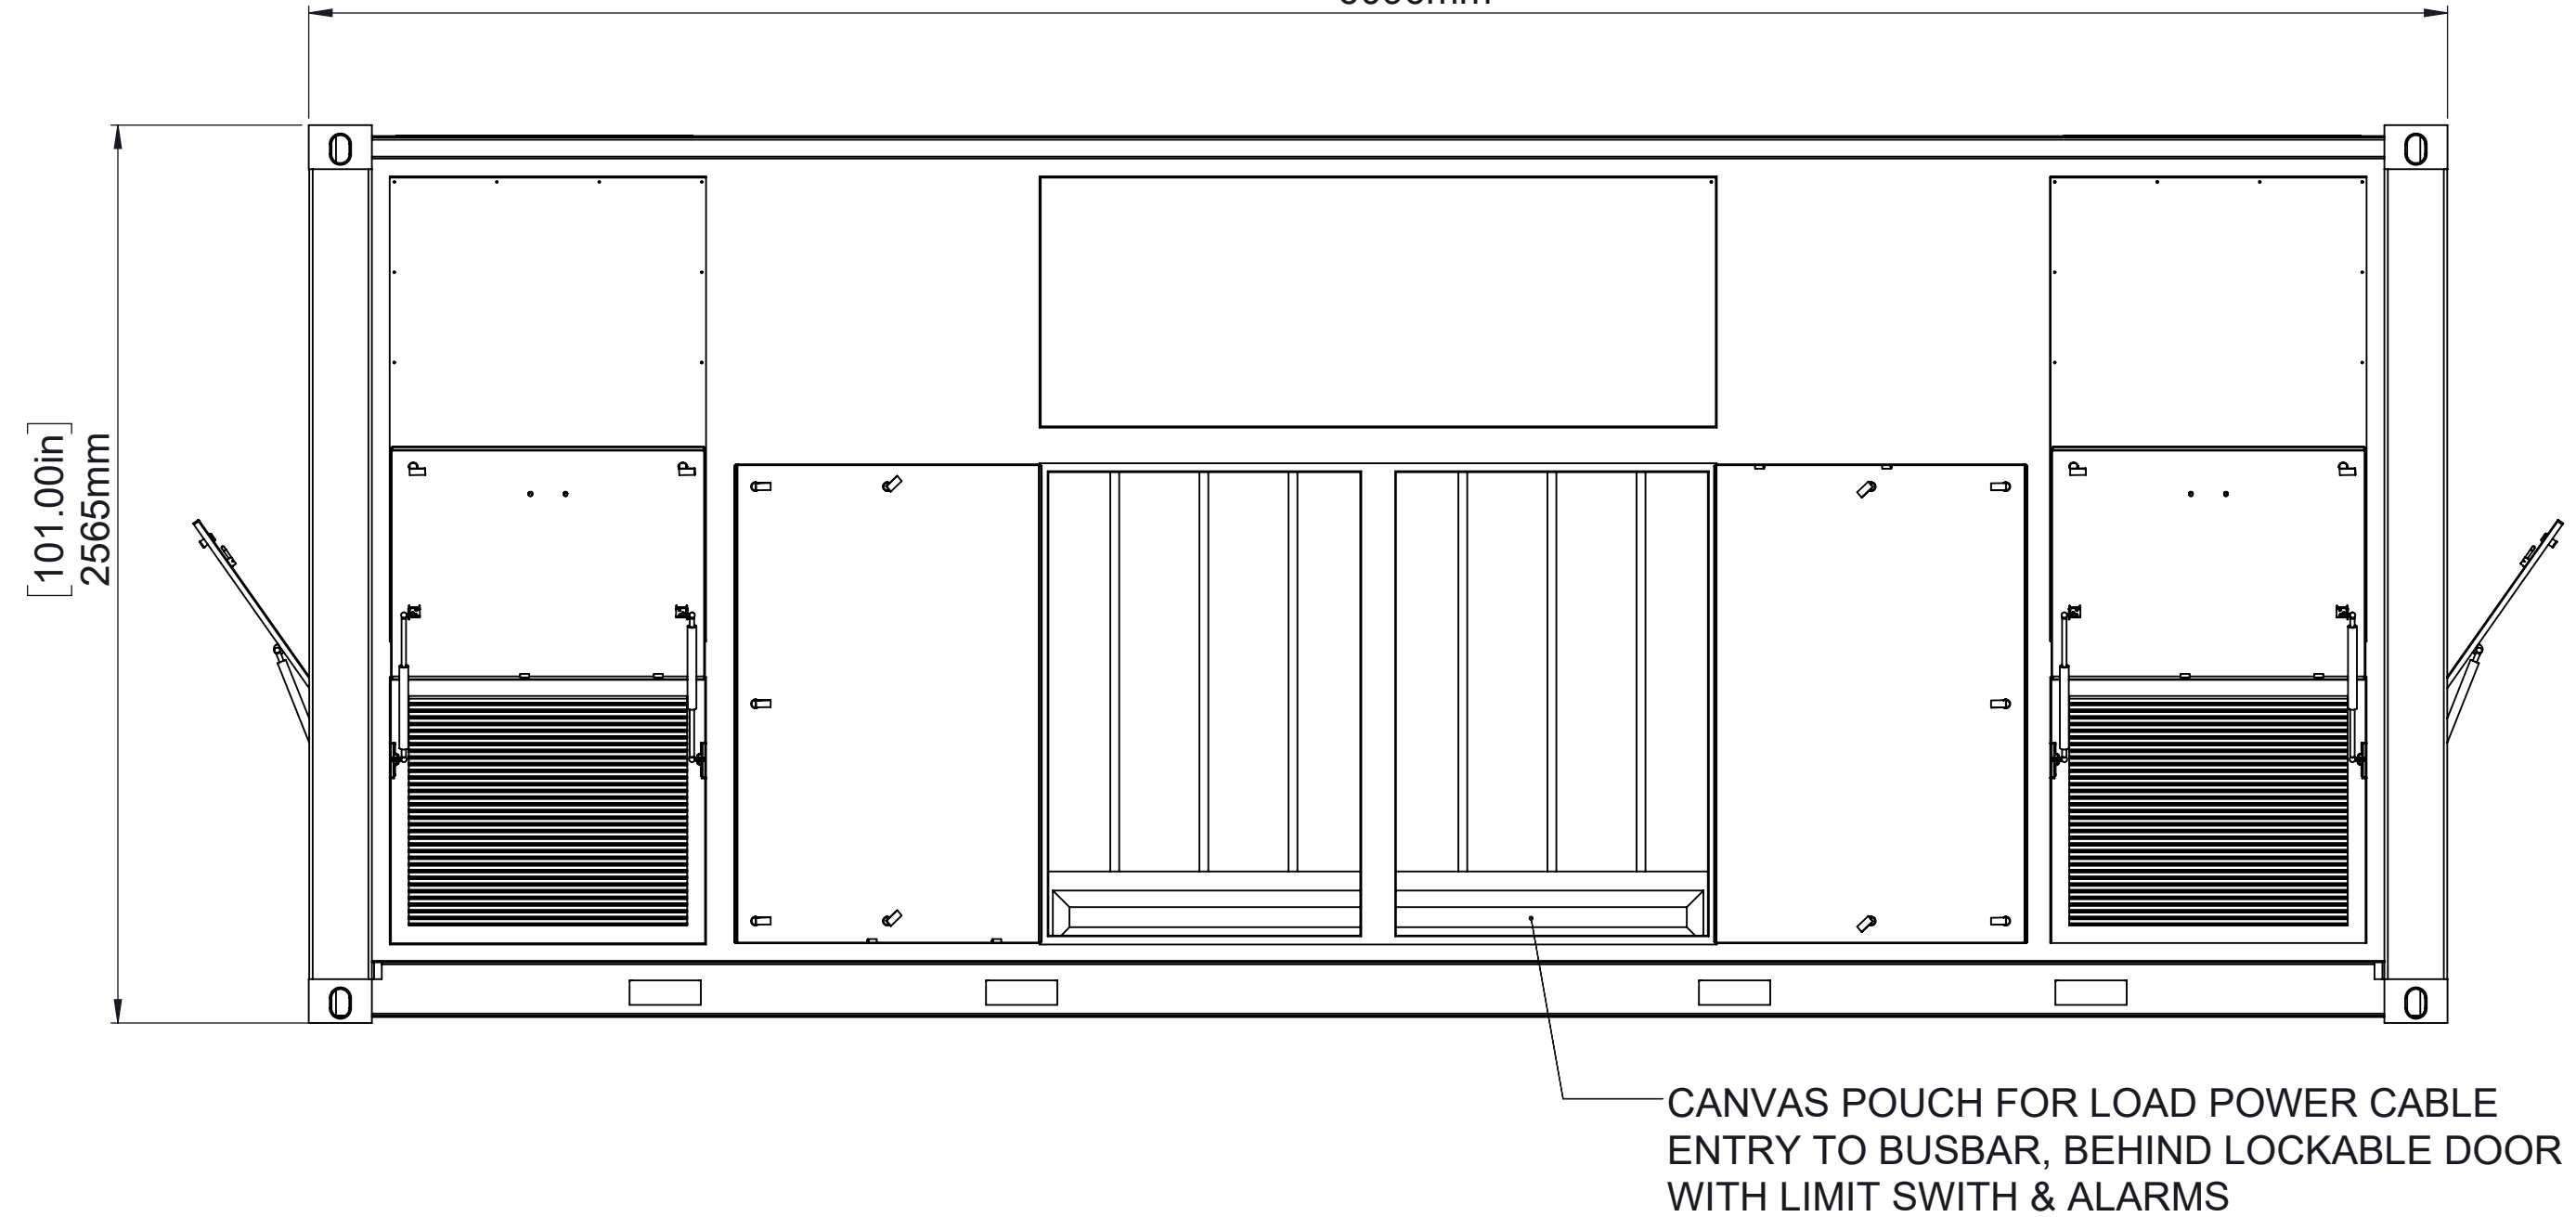 [101.00in]
2565mm
CANVAS POUCH FOR LOAD POWER CABLE
ENTRY TO BUSBAR, BEHIND LOCKABLE DOOR
WITH LIMIT SWITH & ALARMS